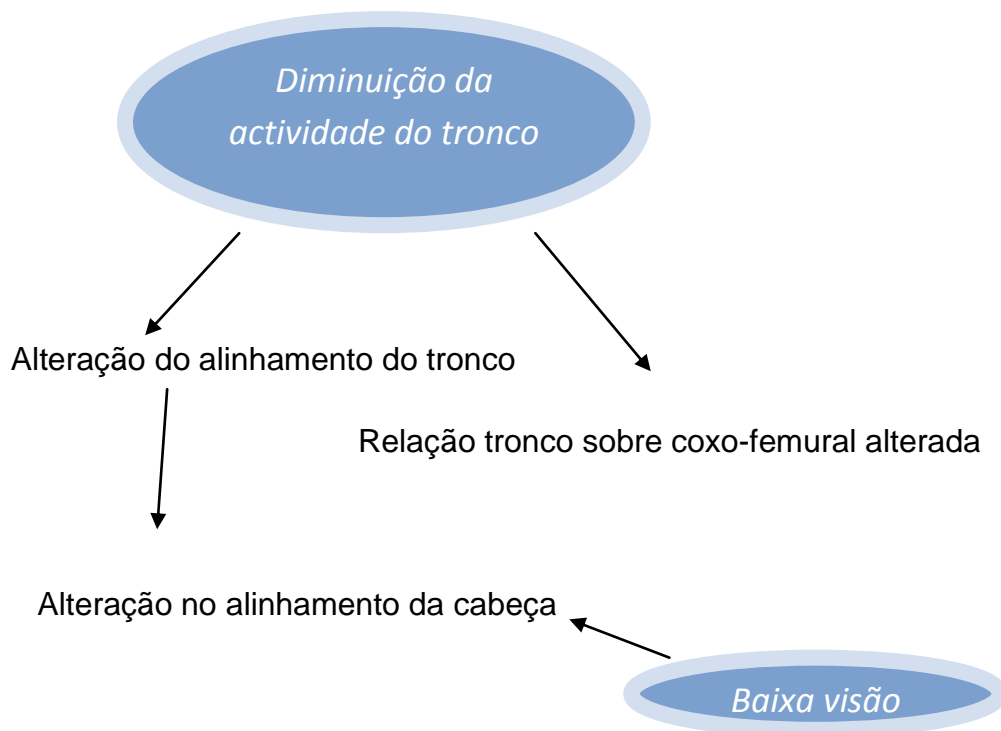 Diminuição da
actividade do tronco
Alteração do alinhamento do tronco
Relação tronco sobre coxo-femural alterada
Alteração no alinhamento da cabeça
Baixa visão